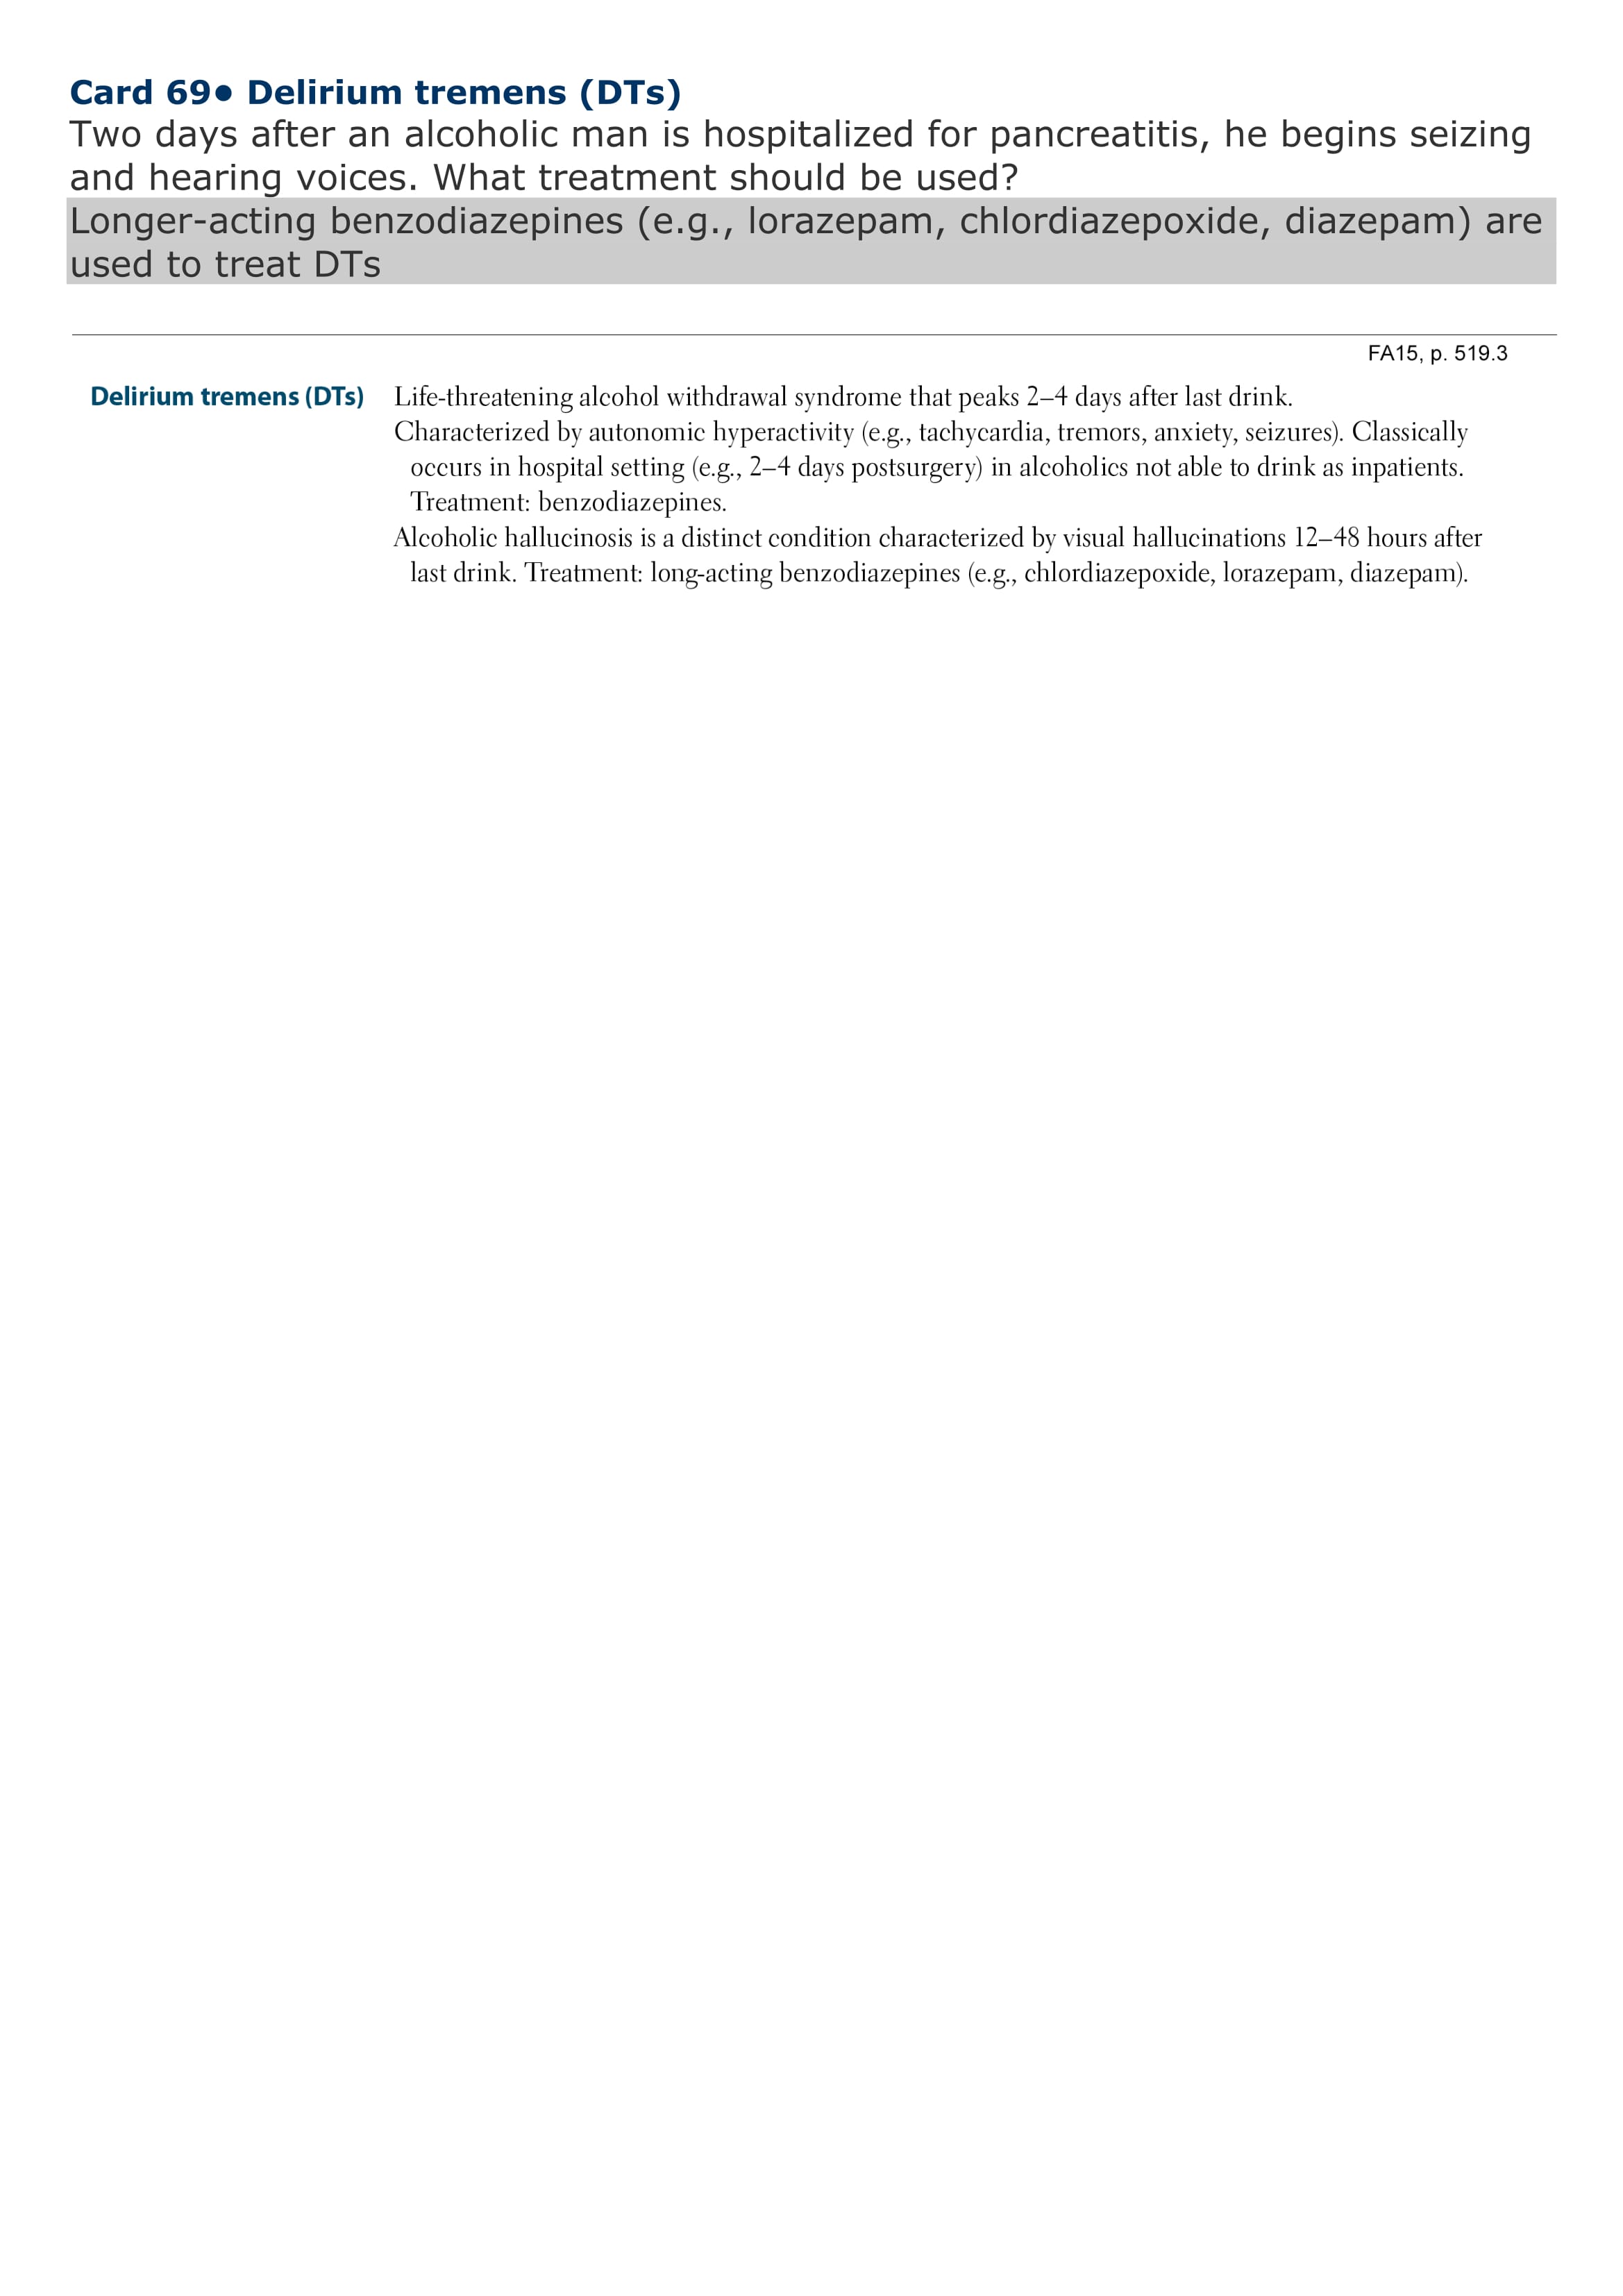 Card 69● Delirium tremens (DTs)
Two days after an alcoholic man is hospitalized for pancreatitis, he begins seizing
and hearing voices. What treatment should be used?
Longer-acting benzodiazepines (e.g., lorazepam, chlordiazepoxide, diazepam) are
used to treat DTs
FA15, p. 519.3
Delirium tremens (DTs) Life-threatening alcohol withdrawal syndrome that peaks 2–4 days after last drink.
Characterized by autonomic hyperactivity (e.g., tachycardia, tremors, anxiety, seizures). Classically
occurs in hospital setting (e.g., 2–4 days postsurgery) in alcoholics not able to drink as inpatients.
Treatment: benzodiazepines.
Alcoholic hallucinosis is a distinct condition characterized by visual hallucinations 12–48 hours after
last drink. Treatment: long-acting benzodiazepines (e.g., chlordiazepoxide, lorazepam, diazepam).